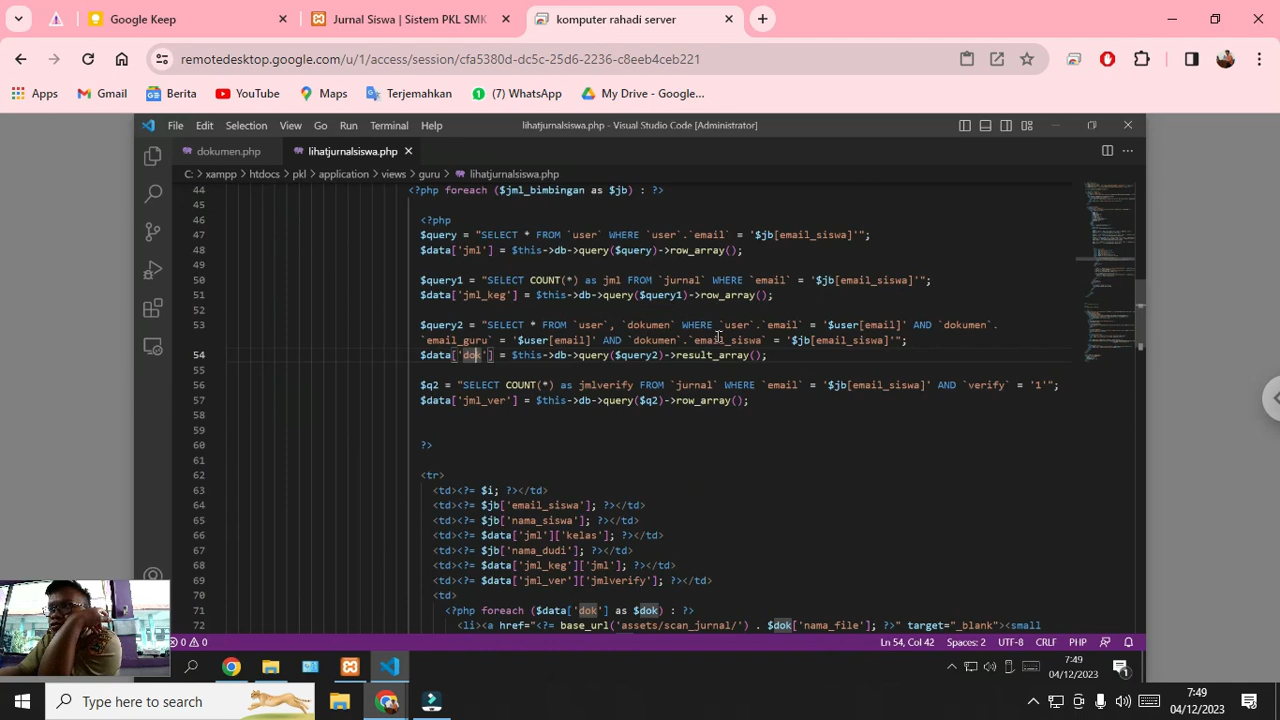 Google Keep
Jurnal Siswa | Sistem PKL SMK
komputer rahadi server
remotedesktop.google.com/u/1/access/session/cfa5380d-dc5c-25d6-2236-c8eeb4ceb221
Apps Gmail Berita YouTube Maps Terjemahkan (7) WhatsApp My Drive - Google...
File Edit Selection View Go Run Terminal Help
lihatjurnalsiswa.php - Visual Studio Code [Administrator]
dokumen.php lihatjurnalsiswa.php
C: > xampp > htdocs > pkl > application > views > guru > lihatjurnalsiswa.php
44 <?php foreach ($jml_bimbingan as $jb) : ?>
45
46 <?php
47 $query = "SELECT * FROM `user` WHERE `user`.`email` = '$jb[email_siswa]'";
48 $data['jml'] = $this->db->query($query)->row_array();
49
50 $query1 = "SELECT COUNT(*) as jml FROM `jurnal` WHERE `email` = '$jb[email_siswa]'";
51 $data['jml_keg'] = $this->db->query($query1)->row_array();
52
53 $query2 = "SELECT * FROM `user`, `dokumen` WHERE `user`.`email` = '$user[email]' AND `dokumen`.
`email_guru` = '$user[email]' AND `dokumen`.`email_siswa` = '$jb[email_siswa]'";
54 $data['dok'] = $this->db->query($query2)->result_array();
55
56 $q2 = "SELECT COUNT(*) as jmlverify FROM `jurnal` WHERE `email` = '$jb[email_siswa]' AND `verify` = '1'";
57 $data['jml_ver'] = $this->db->query($q2)->row_array();
58
59
60 ?>
61
62 <tr>
63 <td><?= $i; ?></td>
64 <td><?= $jb['email_siswa']; ?></td>
65 <td><?= $jb['nama_siswa']; ?></td>
66 <td><?= $data['jml']['kelas']; ?></td>
67 <td><?= $jb['nama_dudi']; ?></td>
68 <td><?= $data['jml_keg']['jml']; ?></td>
69 <td><?= $data['jml_ver']['jmlverify']; ?></td>
70 <td>
71 <?php foreach ($data['dok'] as $dok) : ?>
72 <li><a href="<?= base_url('assets/scan_jurnal/') . $dok['nama_file']; ?>" target="_blank"><small
0 0 Ln 54, Col 42 Spaces: 2 UTF-8 CRLF PHP
7:49
04/12/2023
1
Type here to search
7:49
04/12/2023